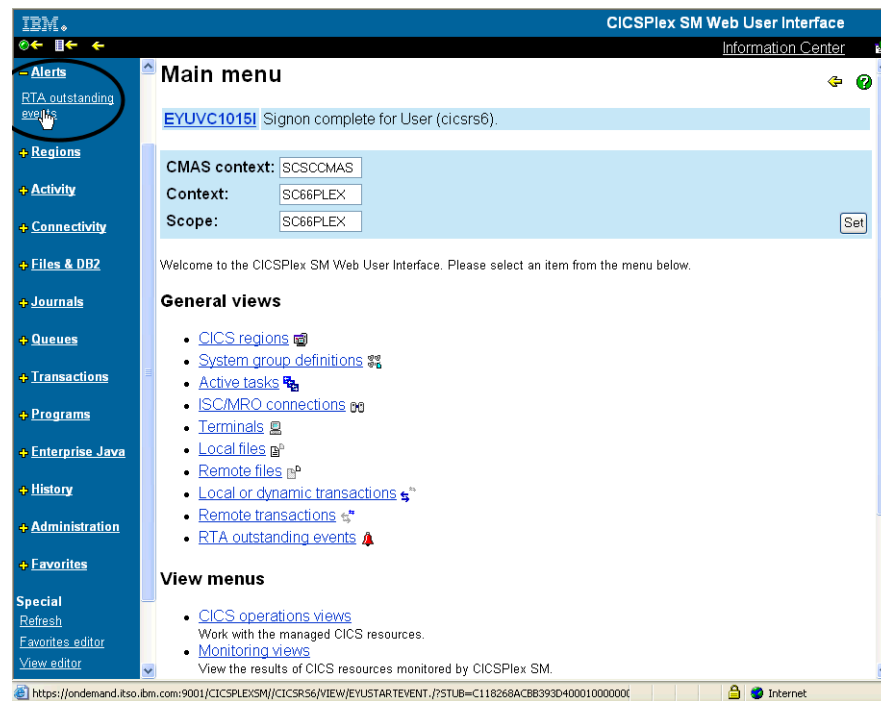 IBM.
CICSPlex SM Web User Interface
Information Center
Alerts
RTA outstanding
events
Regions
Activity
Connectivity
Files & DB2
Journals
Queues
Transactions
Programs
Enterprise Java
History
Administration
Favorites
Special
Refresh
Favorites editor
View editor
Main menu
EYUVC1015I Signon complete for User (cicsrs6).
CMAS context: SCSCCMAS
Context: SC66PLEX
Scope: SC66PLEX
Set
Welcome to the CICSPlex SM Web User Interface. Please select an item from the menu below.
General views
CICS regions
System group definitions
Active tasks
ISC/MRO connections
Terminals
Local files
Remote files
Local or dynamic transactions
Remote transactions
RTA outstanding events
View menus
CICS operations views
Work with the managed CICS resources.
Monitoring views
View the results of CICS resources monitored by CICSPlex SM.
https://ondemand.itso.ibm.com:9001/CICSPLEXSM//CICSRS6/VIEW/EYUSTARTEVENT./?STUB=C118268ACBB393D40001000000
Internet